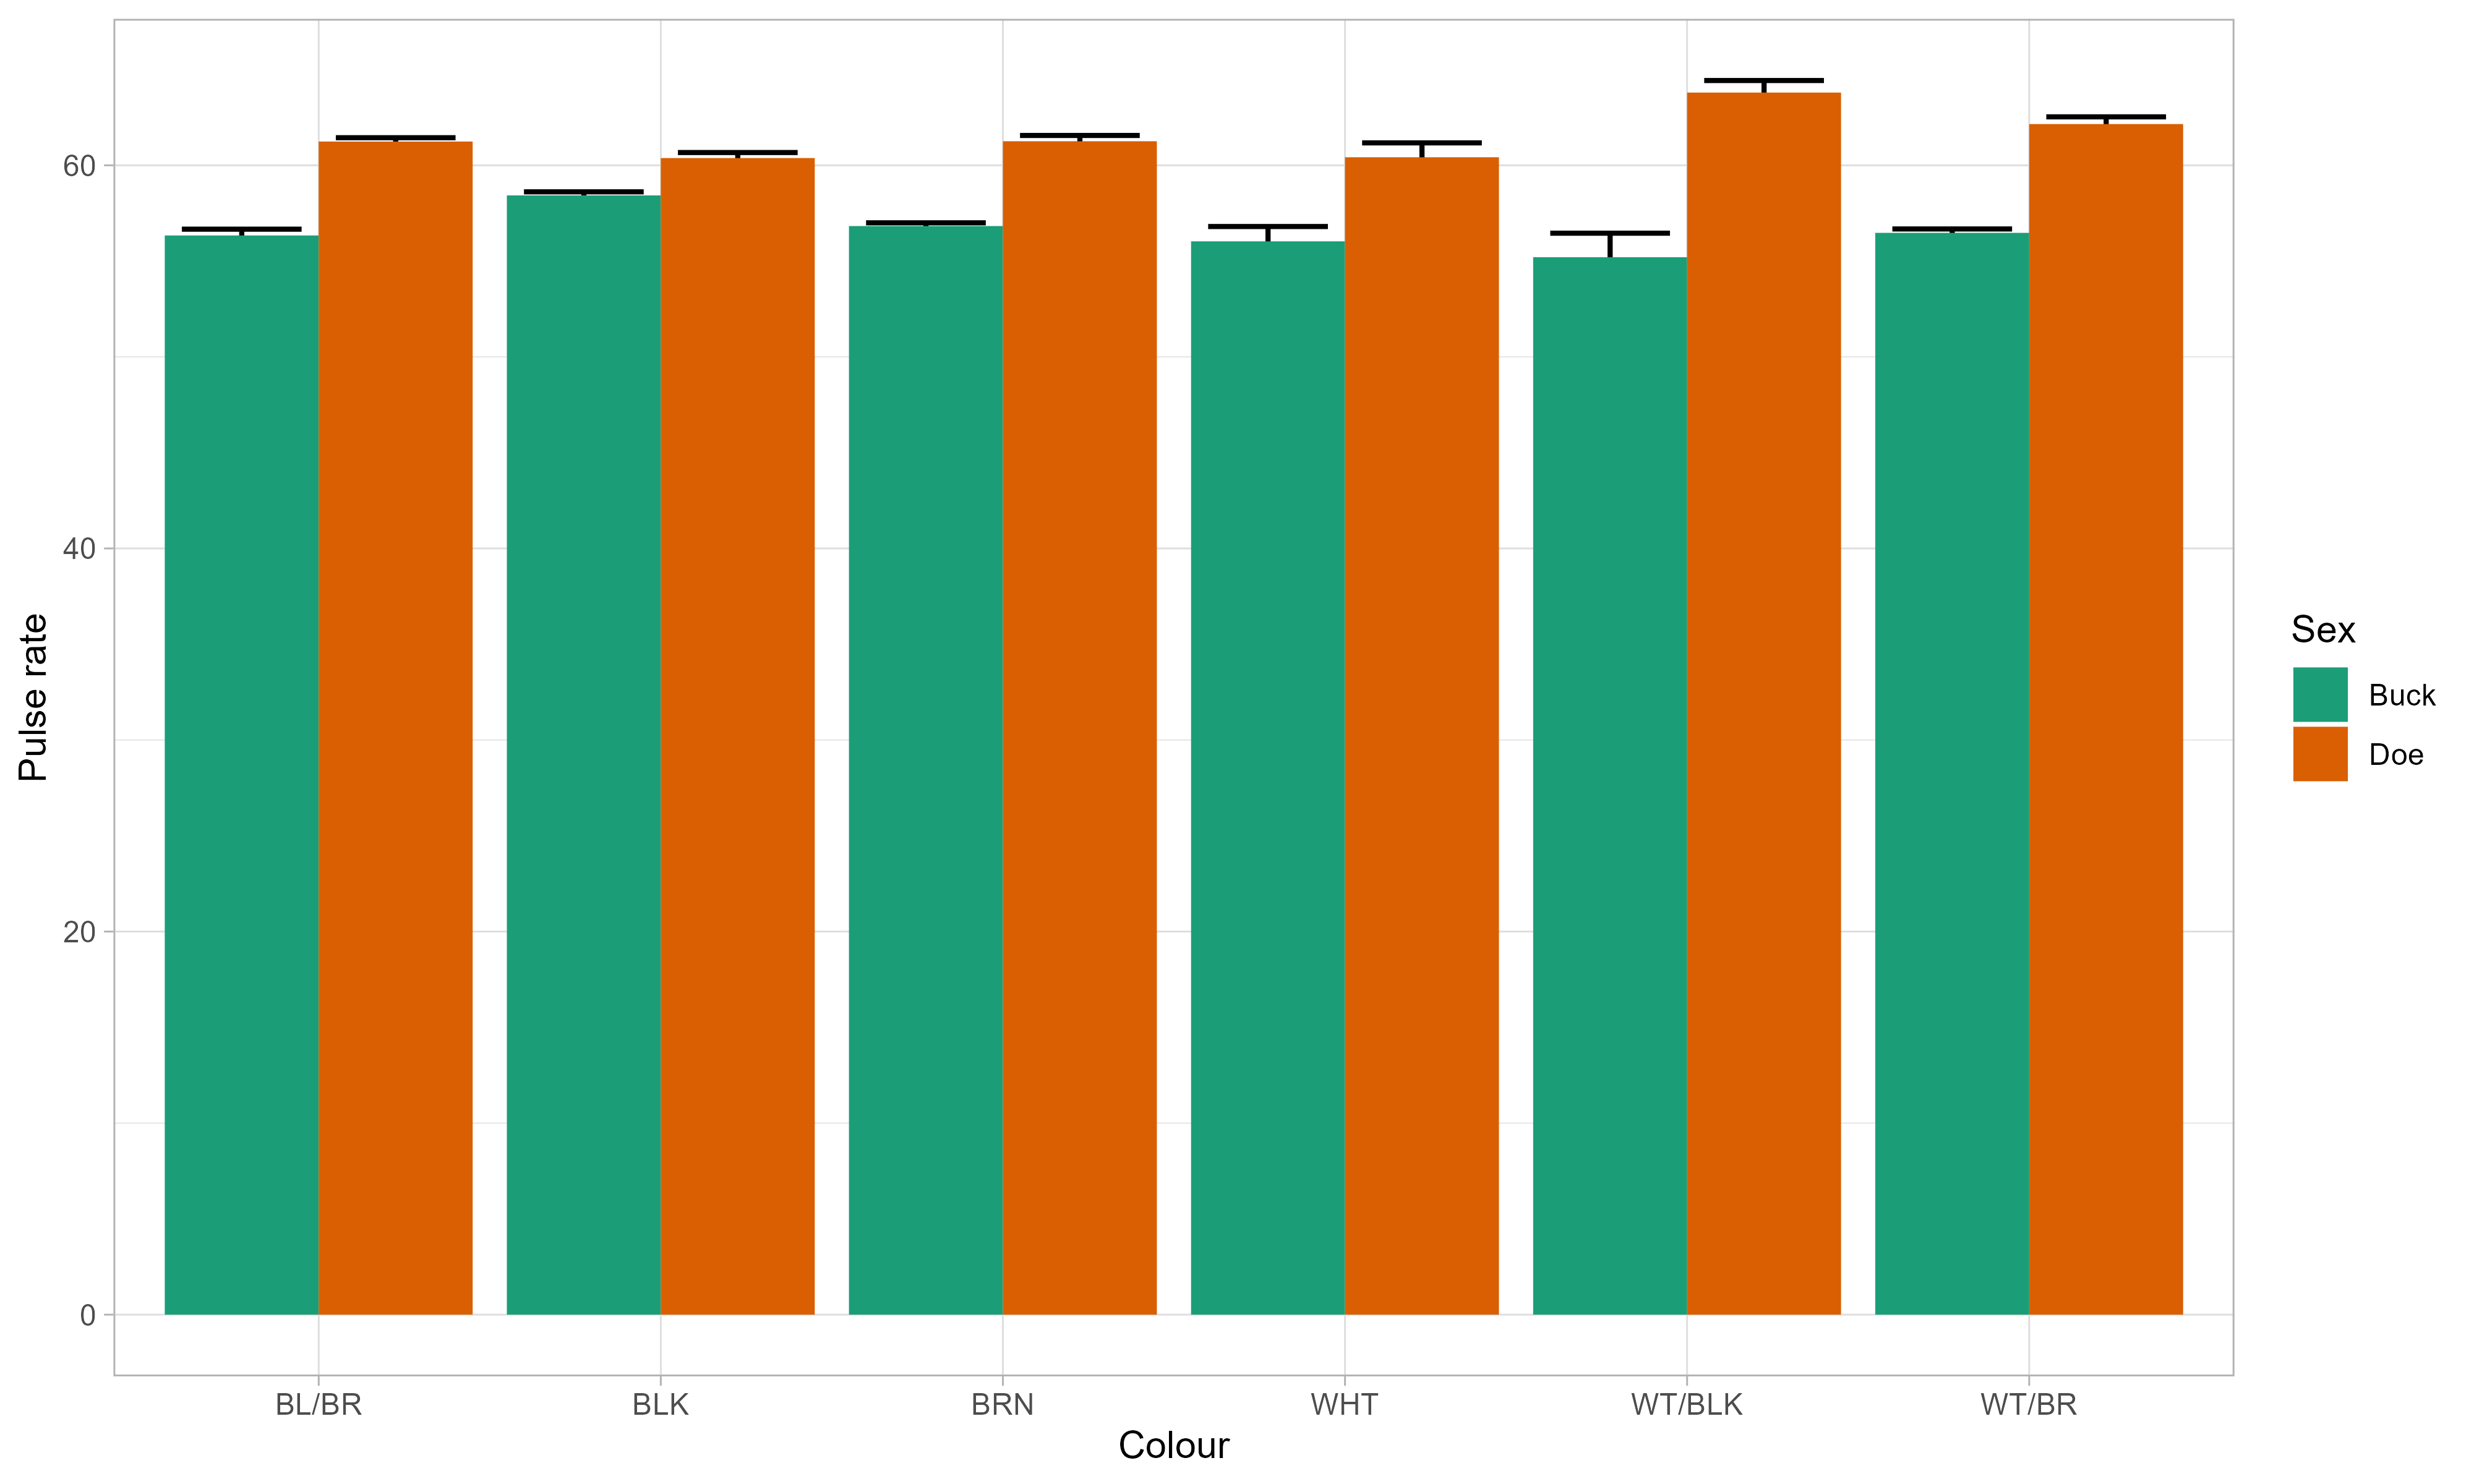 Pulse rate
60
40
20
0
BL/BR BLK BRN WHT WT/BLK WT/BR
Colour
Sex
Buck
Doe